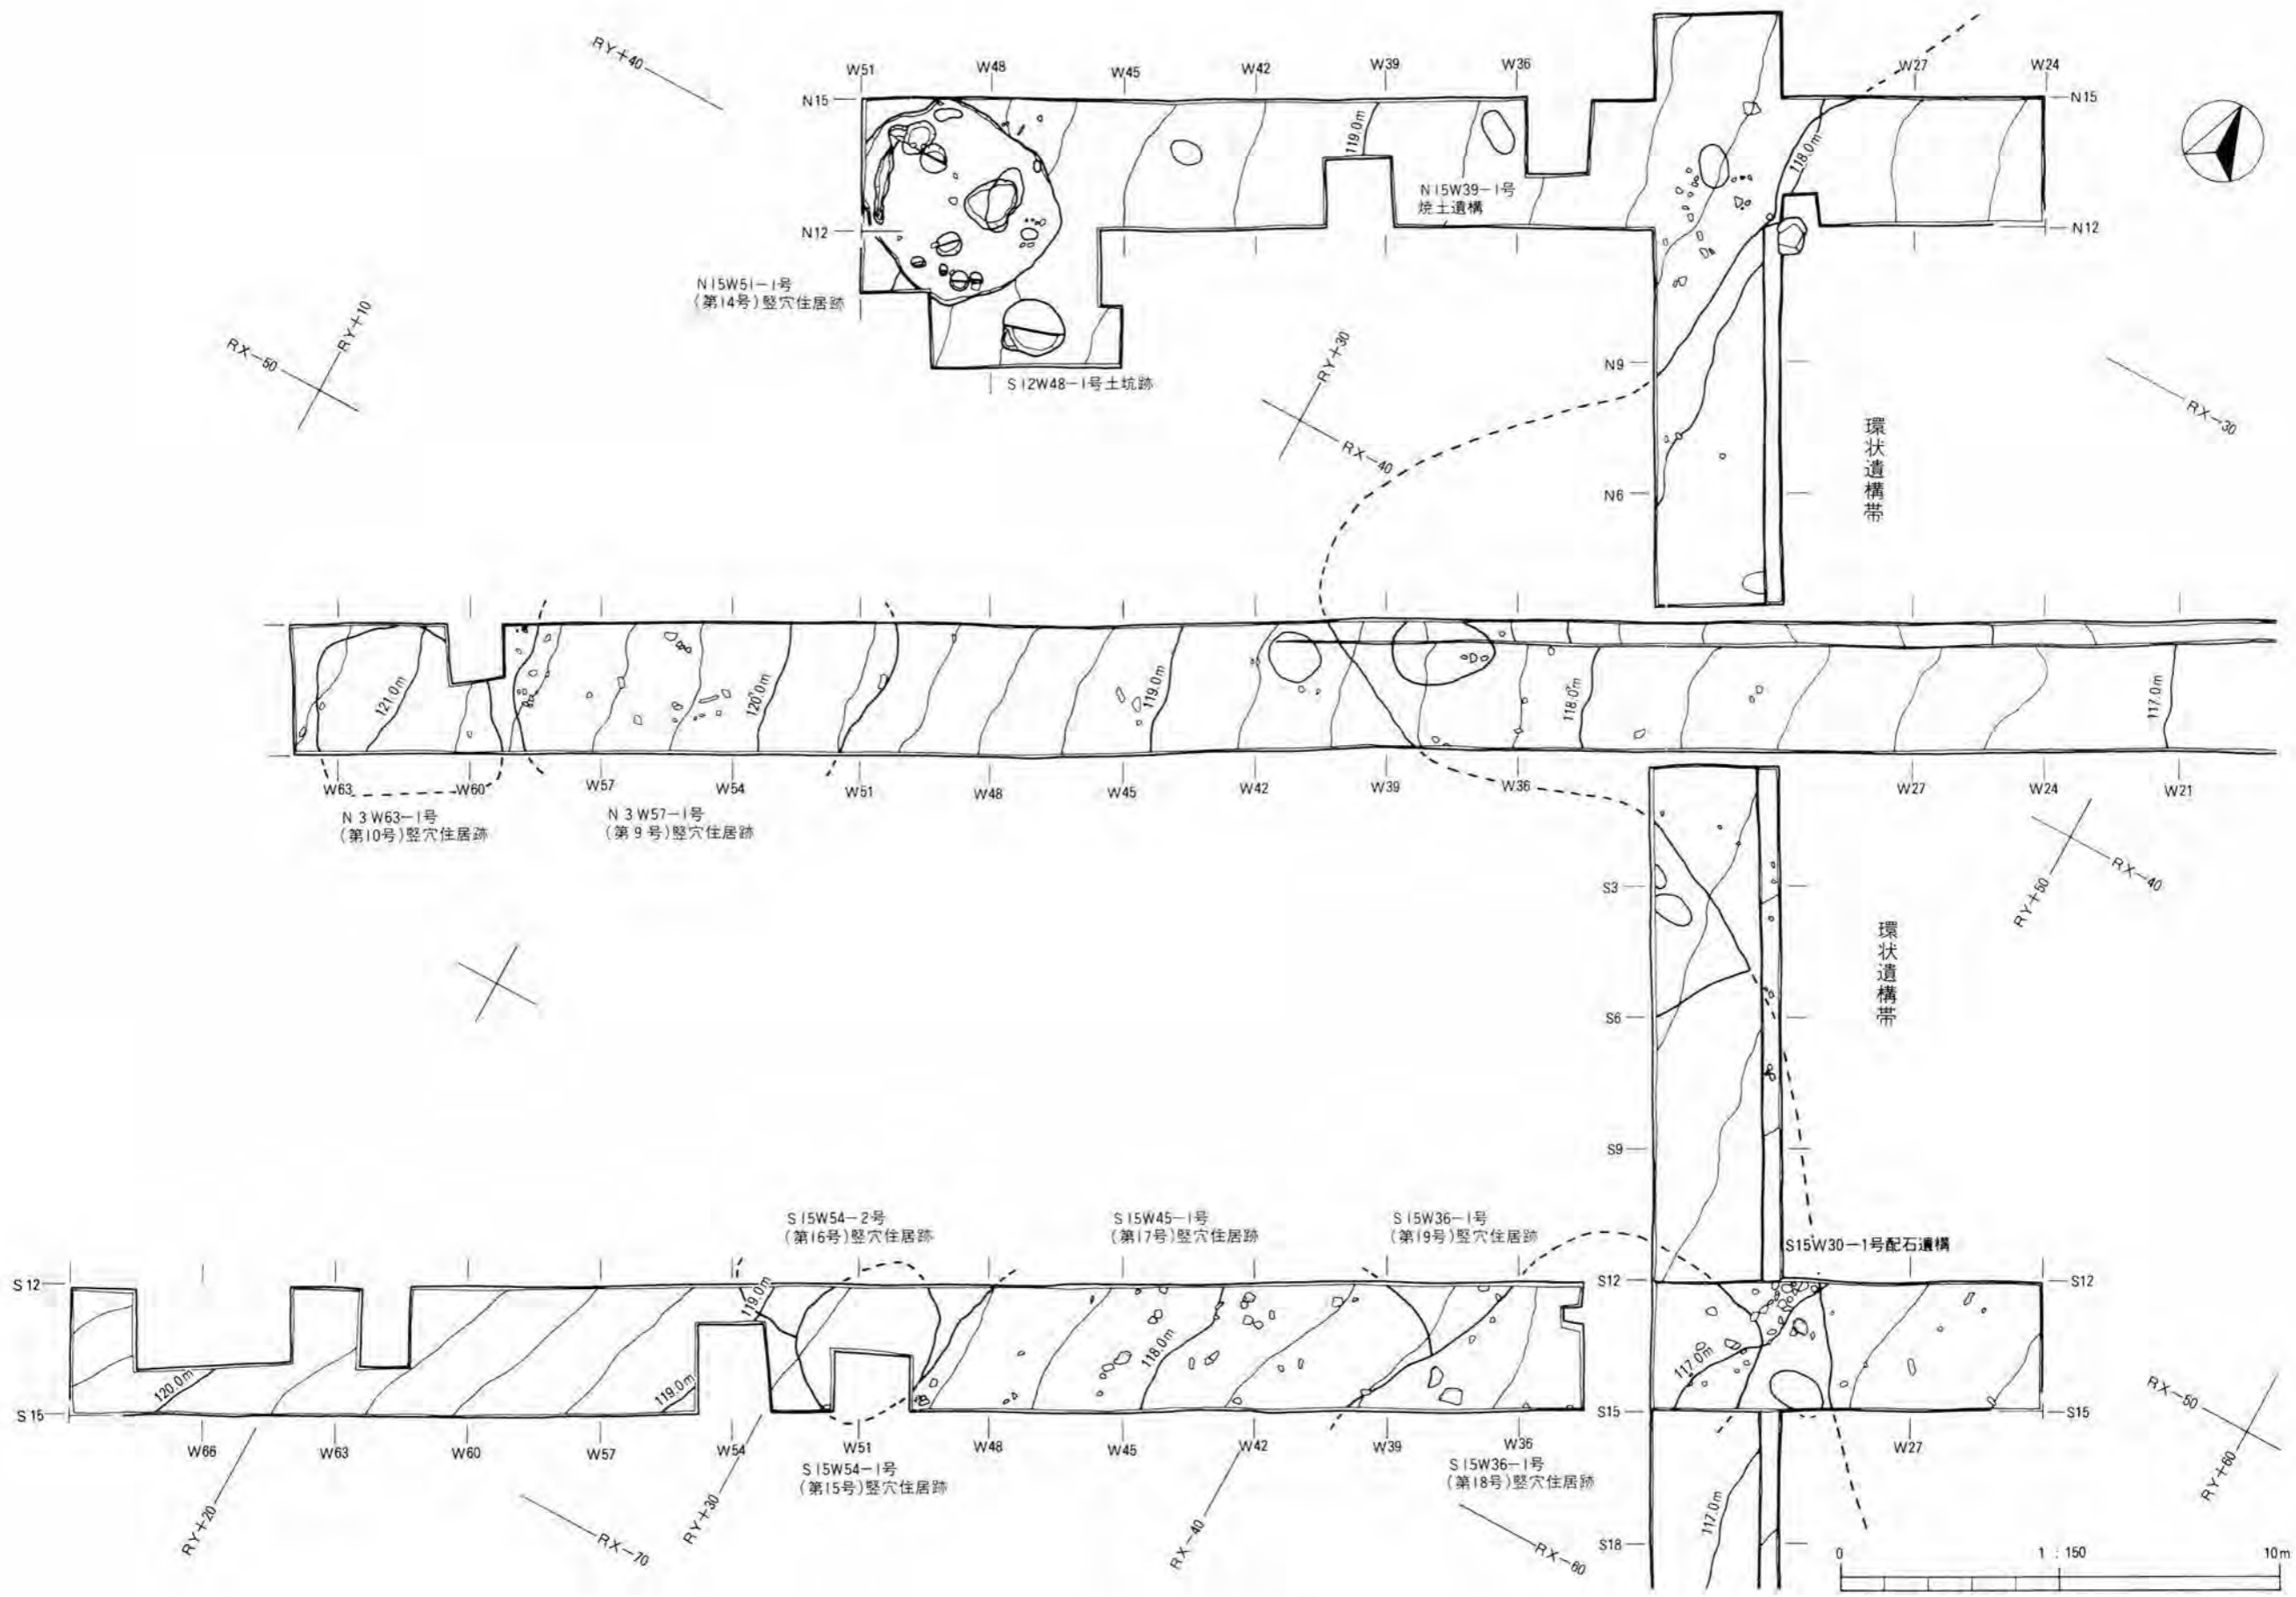 RY+40
W51
W48
W45
W42
W39
W36
W27
W24
N15
N15
119.0m
118.0m
N15W39-1号
焼土遺構
N12
N12
N15W51-1号
(第14号)竪穴住居跡
RY+10
RX-50
RY+30
RX-40
RX-30
S12W48-1号土坑跡
N9
N6
環状遺構帯
121.0m
120.0m
119.0m
118.0m
117.0m
W63
W60
W57
W54
W51
W48
W45
W42
W39
W36
W27
W24
W21
N3W63-1号
(第10号)竪穴住居跡
N3W57-1号
(第9号)竪穴住居跡
RX-40
RY+50
S3
S6
S9
環状遺構帯
S15W54-2号
(第16号)竪穴住居跡
S15W45-1号
(第17号)竪穴住居跡
S15W36-1号
(第19号)竪穴住居跡
S15W30-1号配石遺構
S12
S12
S12
119.0m
120.0m
119.0m
118.0m
117.0m
S15
S15
S15
W66
W63
W60
W57
W54
W51
W48
W45
W42
W39
W36
W27
S15W54-1号
(第15号)竪穴住居跡
S15W36-1号
(第18号)竪穴住居跡
RX-50
RY+60
RY+20
RX-70
RY+30
RX-40
RX-60
117.0m
S18
0
1:150
10m